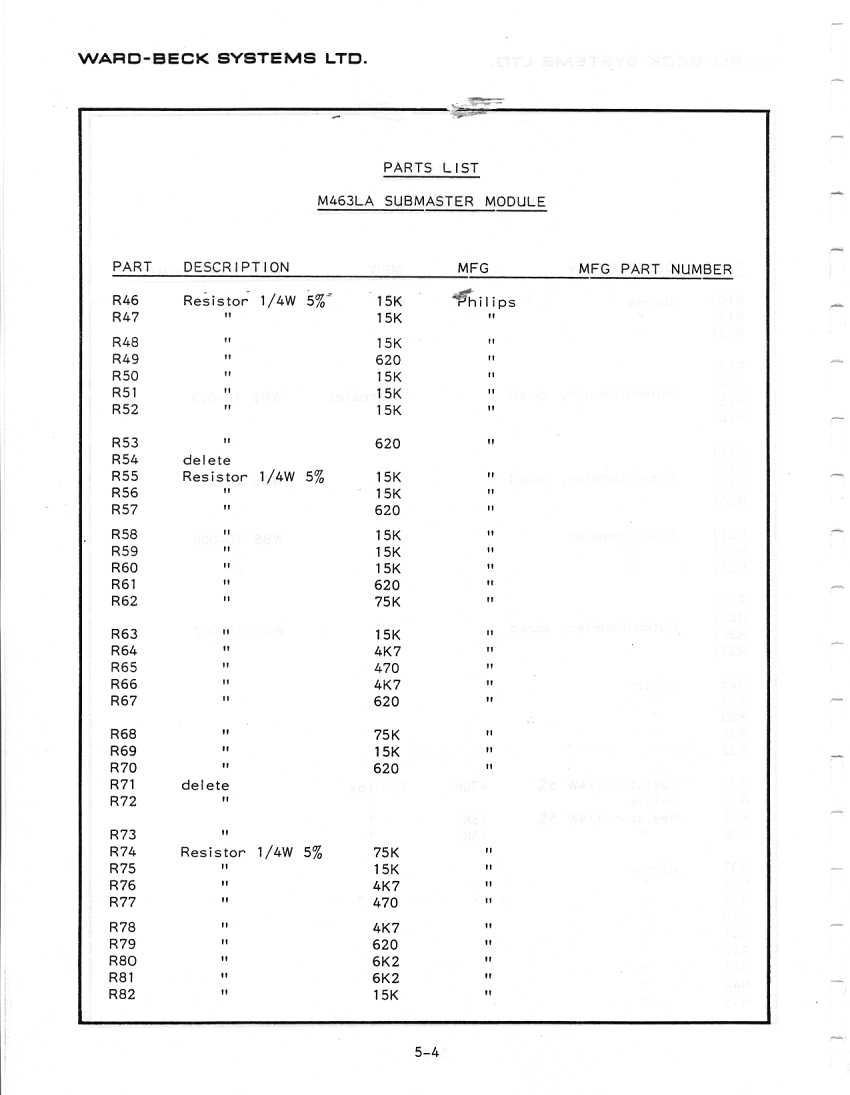 WARD-BECK SYSTEMS LTD.
PARTS LIST
M463LA SUBMASTER MODULE
PART DESCRIPTION MFG MFG PART NUMBER
R46 Resistor 1/4W 5% 15K Philips
R47 " 15K "
R48 " 15K "
R49 " 620 "
R50 " 15K "
R51 " 15K "
R52 " 15K "
R53 " 620 "
R54 delete
R55 Resistor 1/4W 5% 15K "
R56 " 15K "
R57 " 620 "
R58 " 15K "
R59 " 15K "
R60 " 15K "
R61 " 620 "
R62 " 75K "
R63 " 15K "
R64 " 4K7 "
R65 " 470 "
R66 " 4K7 "
R67 " 620 "
R68 " 75K "
R69 " 15K "
R70 " 620 "
R71 delete
R72 "
R73 "
R74 Resistor 1/4W 5% 75K "
R75 " 15K "
R76 " 4K7 "
R77 " 470 "
R78 " 4K7 "
R79 " 620 "
R80 " 6K2 "
R81 " 6K2 "
R82 " 15K "
5-4